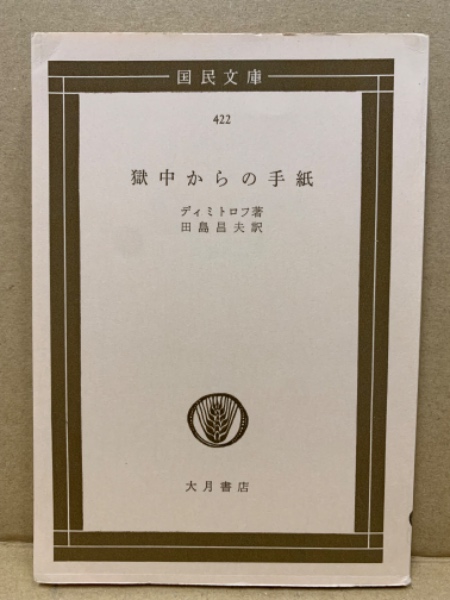 国民文庫
422
獄中からの手紙
ディミトロフ著
田島昌夫訳
大月書店